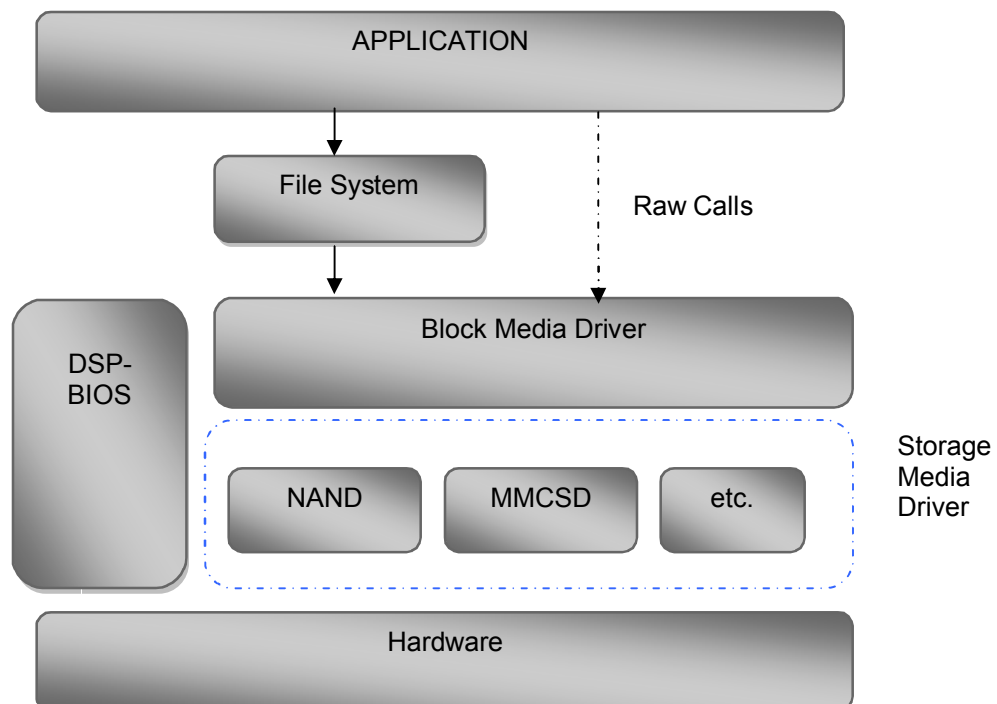 APPLICATION
File System
Raw Calls
Block Media Driver
DSP-
BIOS
Storage
Media
Driver
NAND
MMCSD
etc.
Hardware